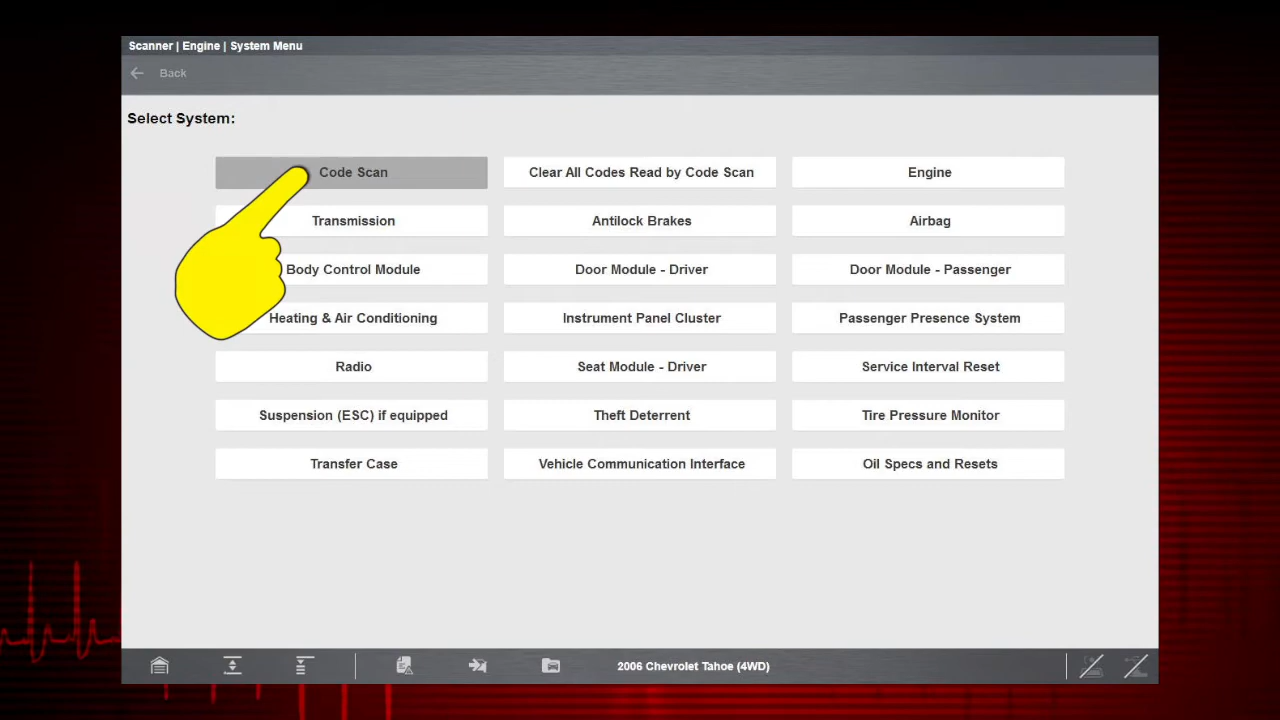 Scanner | Engine | System Menu
Back
Select System:
Code Scan
Clear All Codes Read by Code Scan
Engine
Transmission
Antilock Brakes
Airbag
Body Control Module
Door Module - Driver
Door Module - Passenger
Heating & Air Conditioning
Instrument Panel Cluster
Passenger Presence System
Radio
Seat Module - Driver
Service Interval Reset
Suspension (ESC) if equipped
Theft Deterrent
Tire Pressure Monitor
Transfer Case
Vehicle Communication Interface
Oil Specs and Resets
2006 Chevrolet Tahoe (4WD)